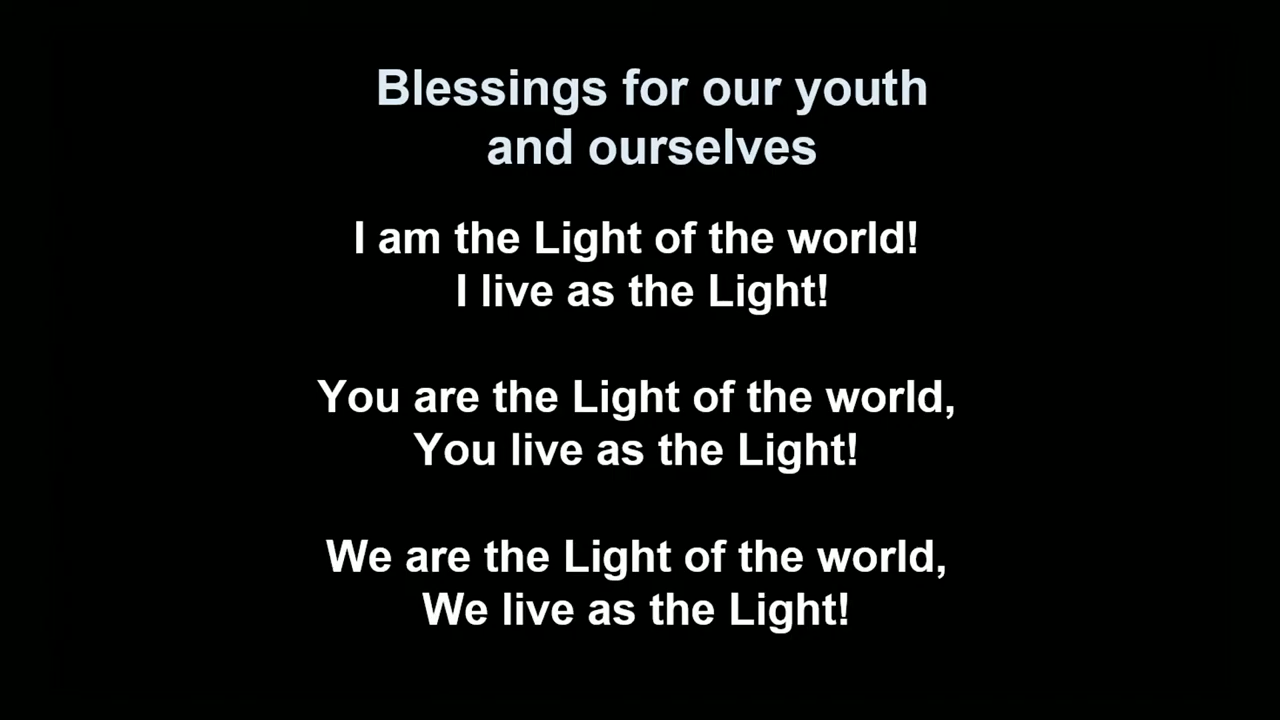 Blessings for our youth
and ourselves
I am the Light of the world!
I live as the Light!
You are the Light of the world,
You live as the Light!
We are the Light of the world,
We live as the Light!